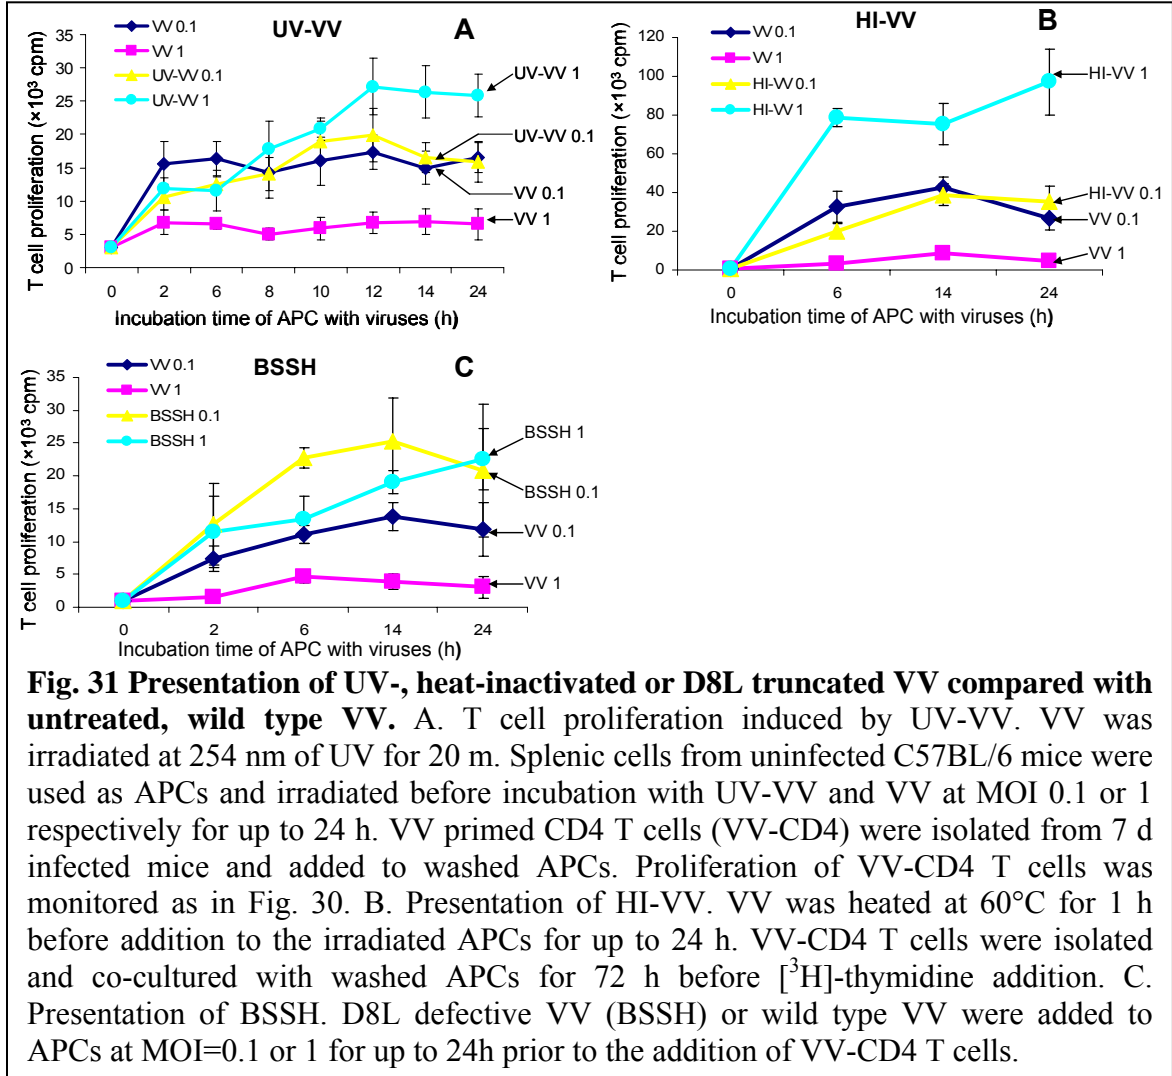 UV-VV
A
VV 0.1
VV 1
UV-VV 0.1
UV-VV 1
T cell proliferation (×10³ cpm)
35
30
25
20
15
10
5
0
0 2 6 8 10 12 14 24
Incubation time of APC with viruses (h)
UV-VV 1
UV-VV 0.1
VV 0.1
VV 1
HI-VV
B
VV 0.1
VV 1
HI-VV 0.1
HI-VV 1
T cell proliferation (×10³ cpm)
120
100
80
60
40
20
0
0 6 14 24
Incubation time of APC with viruses (h)
HI-VV 1
HI-VV 0.1
VV 0.1
VV 1
BSSH
C
VV 0.1
VV 1
BSSH 0.1
BSSH 1
T cell proliferation (×10³ cpm)
35
30
25
20
15
10
5
0
0 2 6 14 24
Incubation time of APC with viruses (h)
BSSH 1
BSSH 0.1
VV 0.1
VV 1
Fig. 31 Presentation of UV-, heat-inactivated or D8L truncated VV compared with
untreated, wild type VV. A. T cell proliferation induced by UV-VV. VV was
irradiated at 254 nm of UV for 20 m. Splenic cells from uninfected C57BL/6 mice were
used as APCs and irradiated before incubation with UV-VV and VV at MOI 0.1 or 1
respectively for up to 24 h. VV primed CD4 T cells (VV-CD4) were isolated from 7 d
infected mice and added to washed APCs. Proliferation of VV-CD4 T cells was
monitored as in Fig. 30. B. Presentation of HI-VV. VV was heated at 60°C for 1 h
before addition to the irradiated APCs for up to 24 h. VV-CD4 T cells were isolated
and co-cultured with washed APCs for 72 h before [³H]-thymidine addition. C.
Presentation of BSSH. D8L defective VV (BSSH) or wild type VV were added to
APCs at MOI=0.1 or 1 for up to 24h prior to the addition of VV-CD4 T cells.